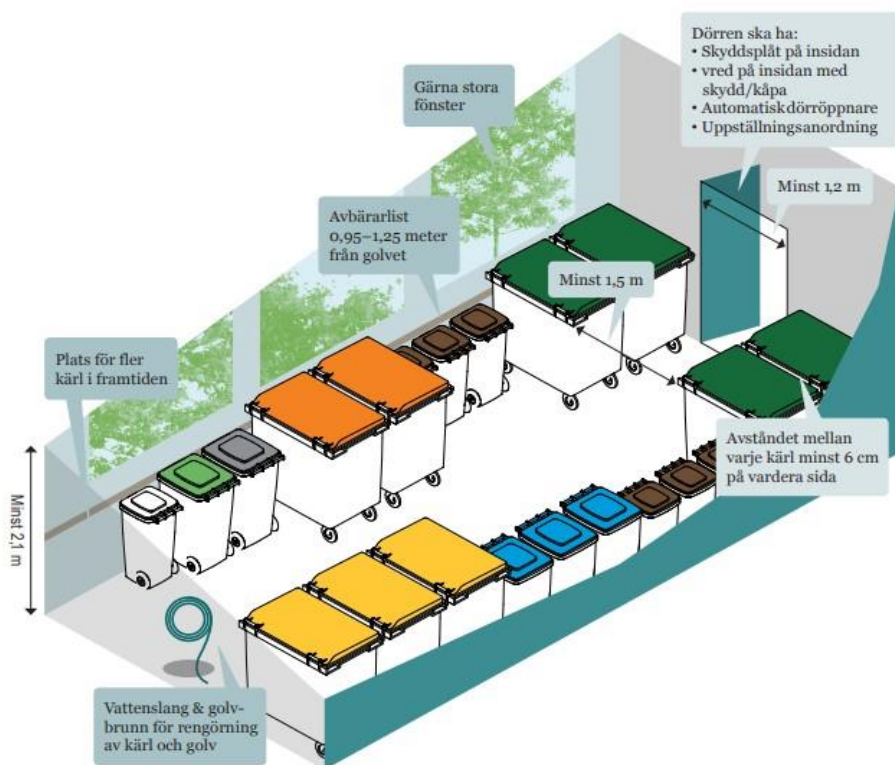 Dörren ska ha:
• Skyddsplåt på insidan
• vred på insidan med
skydd/kåpa
• Automatiskdörröppnare
• Uppställningsanordning
Gärna stora
fönster
Minst 1,2 m
Avbärarlist
0,95–1,25 meter
från golvet
Minst 1,5 m
Plats för fler
kärl i framtiden
Avståndet mellan
varje kärl minst 6 cm
på vardera sida
Minst 2,1 m
Vattenslang & golv-
brunn för rengörning
av kärl och golv